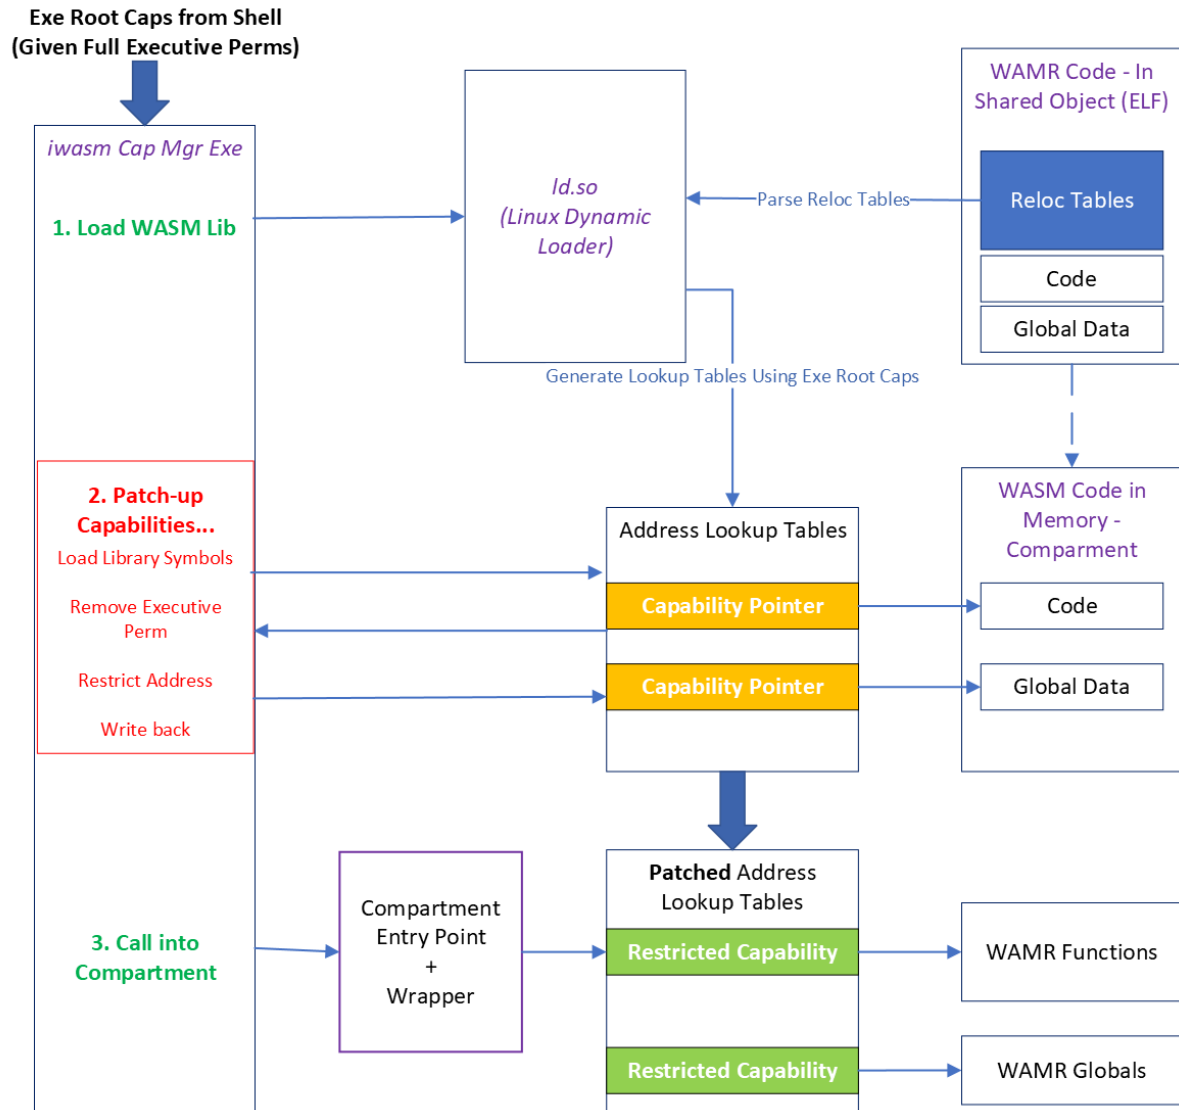 Exe Root Caps from Shell
(Given Full Executive Perms)
iwasm Cap Mgr Exe
1. Load WASM Lib
ld.so
(Linux Dynamic
Loader)
Parse Reloc Tables
WAMR Code - In
Shared Object (ELF)
Reloc Tables
Code
Global Data
Generate Lookup Tables Using Exe Root Caps
2. Patch-up
Capabilities...
Load Library Symbols
Remove Executive
Perm
Restrict Address
Write back
Address Lookup Tables
Capability Pointer
Capability Pointer
WASM Code in
Memory -
Comparment
Code
Global Data
3. Call into
Compartment
Compartment
Entry Point
+
Wrapper
Patched Address
Lookup Tables
Restricted Capability
Restricted Capability
WAMR Functions
WAMR Globals